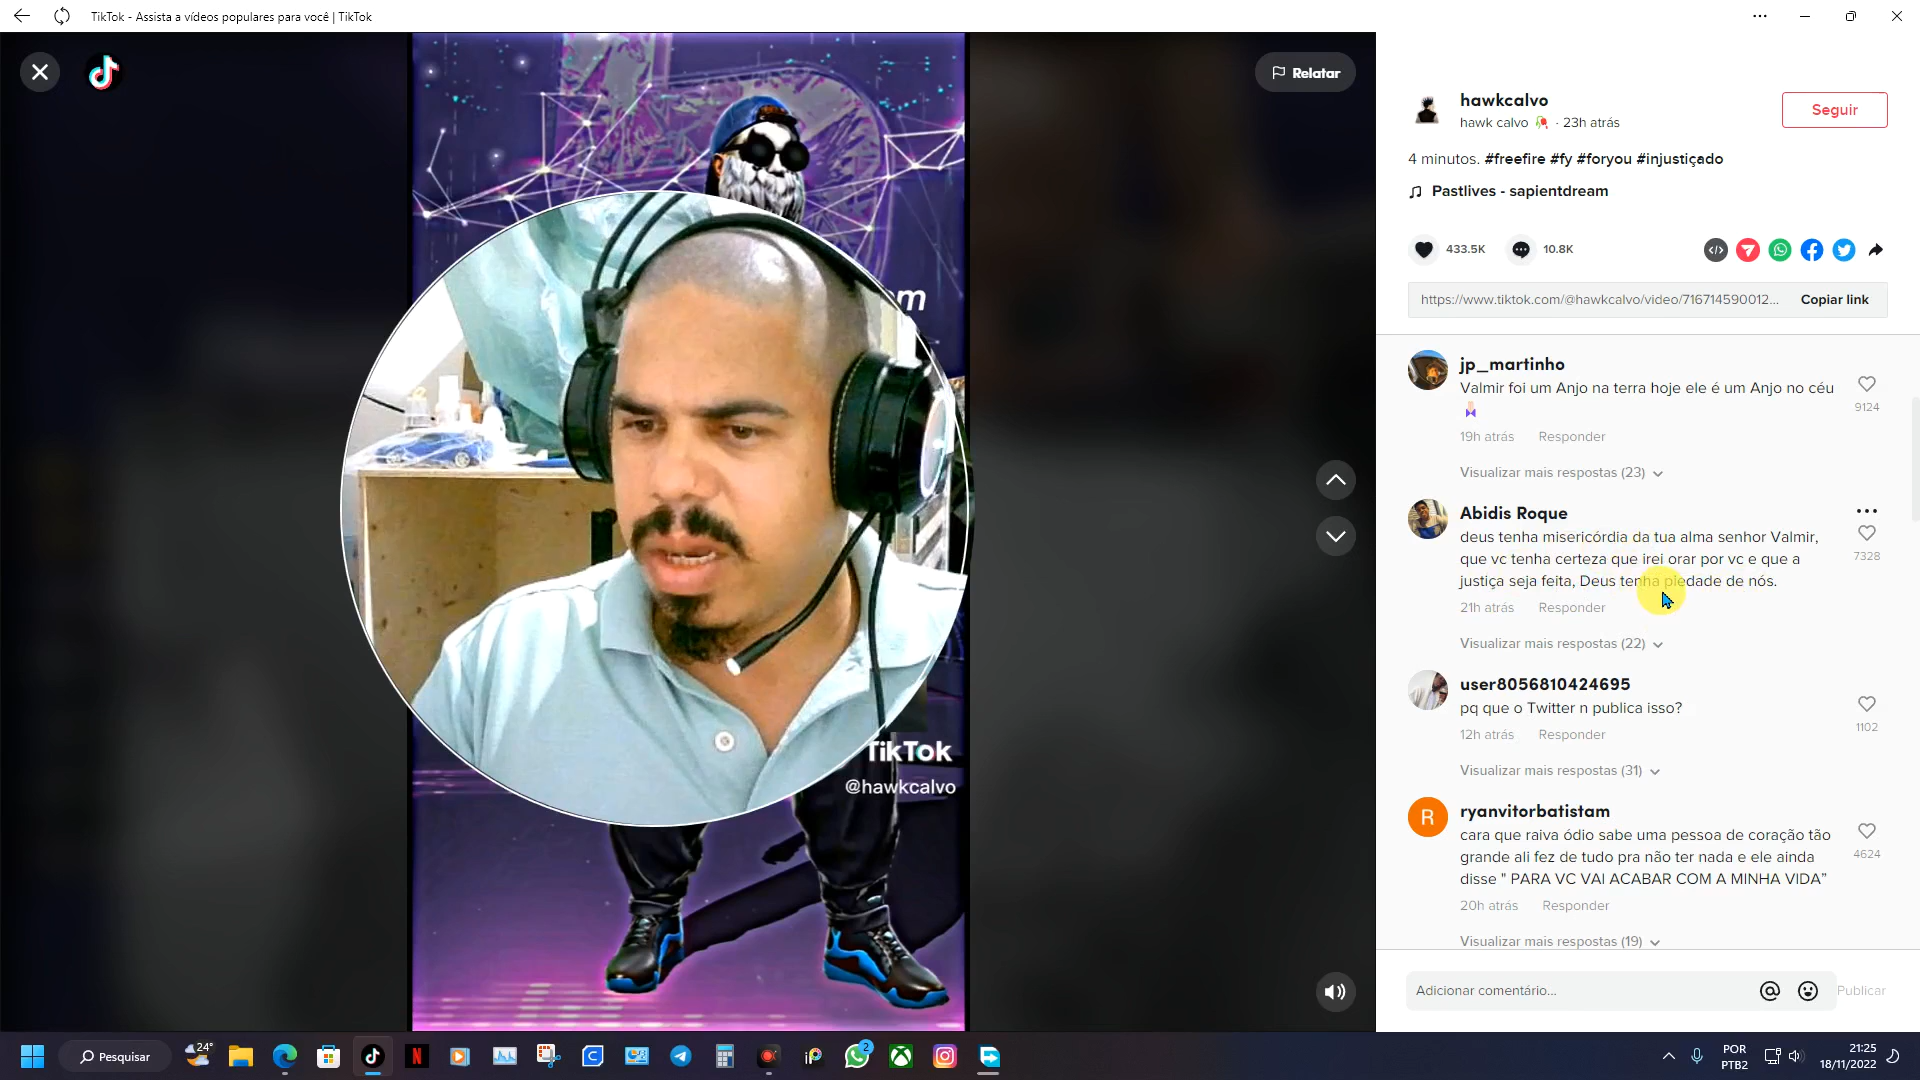 TikTok - Assista a vídeos populares para você | TikTok
Relatar
hawkcalvo
hawk calvo · 23h atrás
Seguir
4 minutos. #freefire #fy #foryou #injustiçado
Pastlives - sapientdream
433.5K
10.8K
https://www.tiktok.com/@hawkcalvo/video/716714590012...
Copiar link
jp_martinho
Valmir foi um Anjo na terra hoje ele é um Anjo no céu
9124
19h atrás Responder
Visualizar mais respostas (23)
Abidis Roque
deus tenha misericórdia da tua alma senhor Valmir,
que vc tenha certeza que irei orar por vc e que a
justiça seja feita, Deus tenha piedade de nós.
7328
21h atrás Responder
Visualizar mais respostas (22)
user8056810424695
pq que o Twitter n publica isso?
1102
12h atrás Responder
Visualizar mais respostas (31)
ryanvitorbatistam
R
cara que raiva ódio sabe uma pessoa de coração tão
grande ali fez de tudo pra não ter nada e ele ainda
disse " PARA VC VAI ACABAR COM A MINHA VIDA”
4624
20h atrás Responder
Visualizar mais respostas (19)
Adicionar comentário...
Publicar
TikTok
@hawkcalvo
24°
Pesquisar
2
POR
PTB2
21:25
18/11/2022